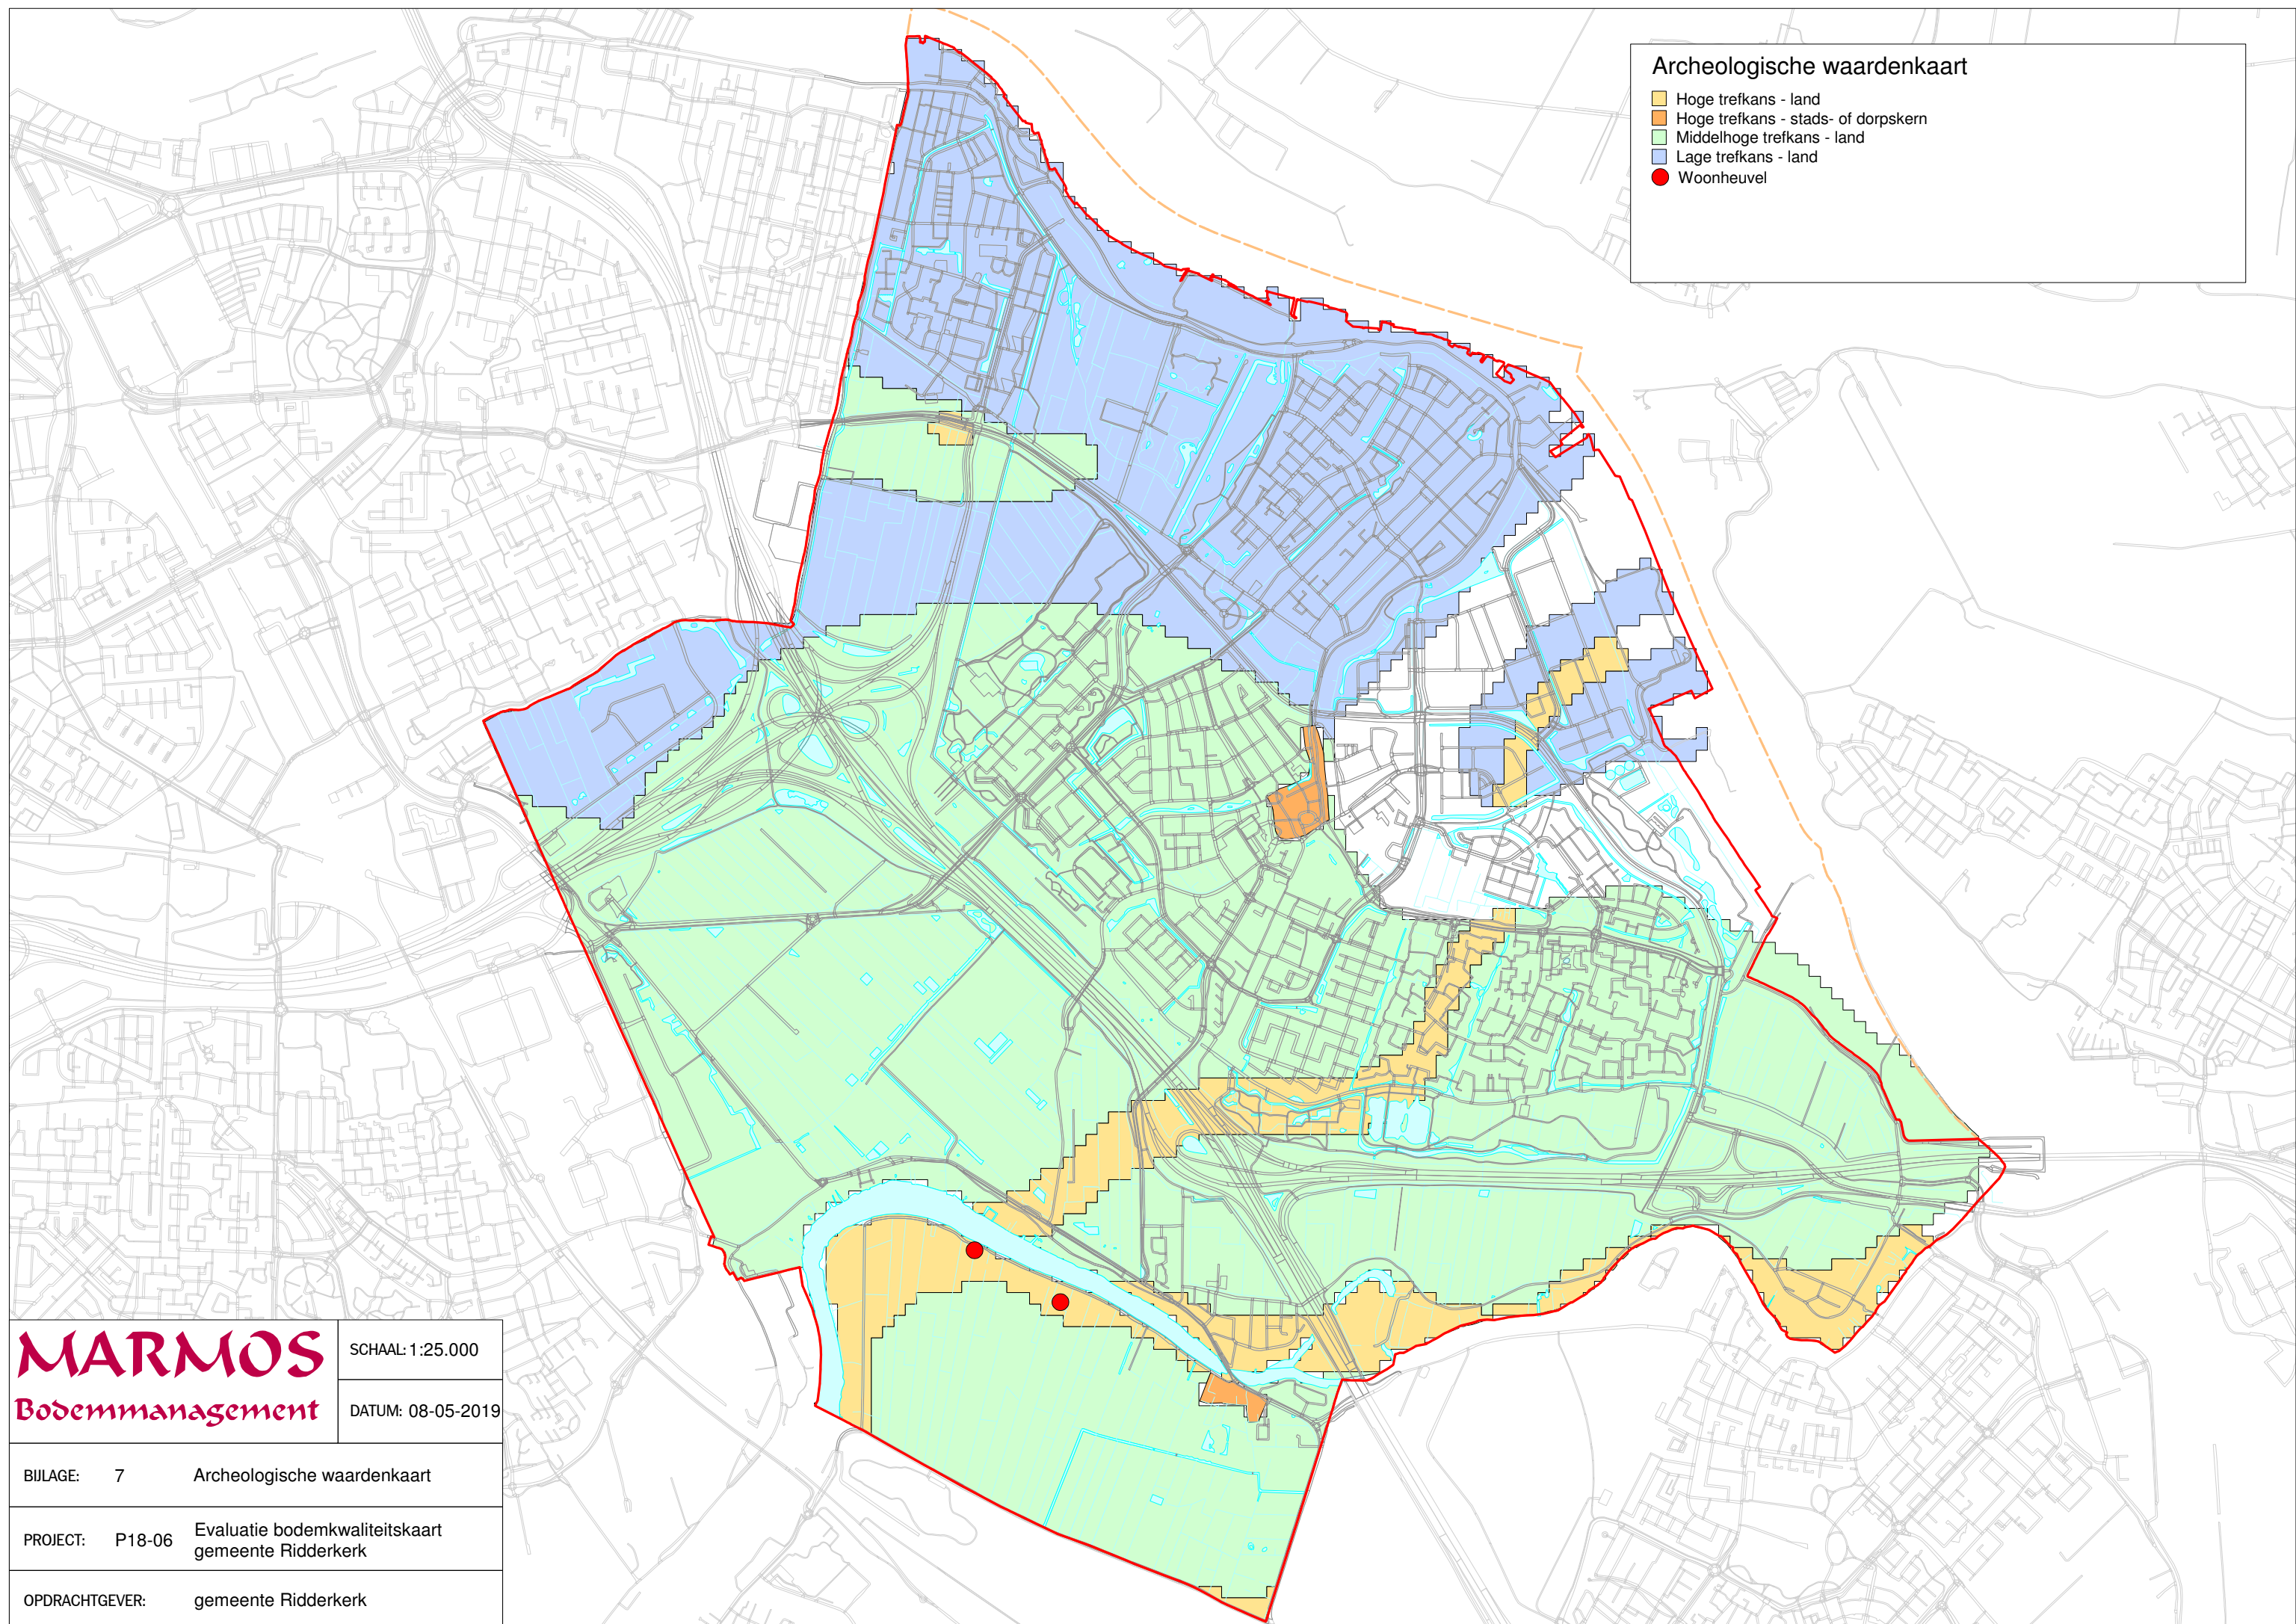 Archeologische waardenkaart
Hoge trefkans - land
Hoge trefkans - stads- of dorpskern
Middelhoge trefkans - land
Lage trefkans - land
Woonheuvel
MARMOS
Bodemmanagement
SCHAAL: 1:25.000
DATUM: 08-05-2019
BIJLAGE: 7 Archeologische waardenkaart
PROJECT: P18-06 Evaluatie bodemkwaliteitskaart
gemeente Ridderkerk
OPDRACHTGEVER: gemeente Ridderkerk